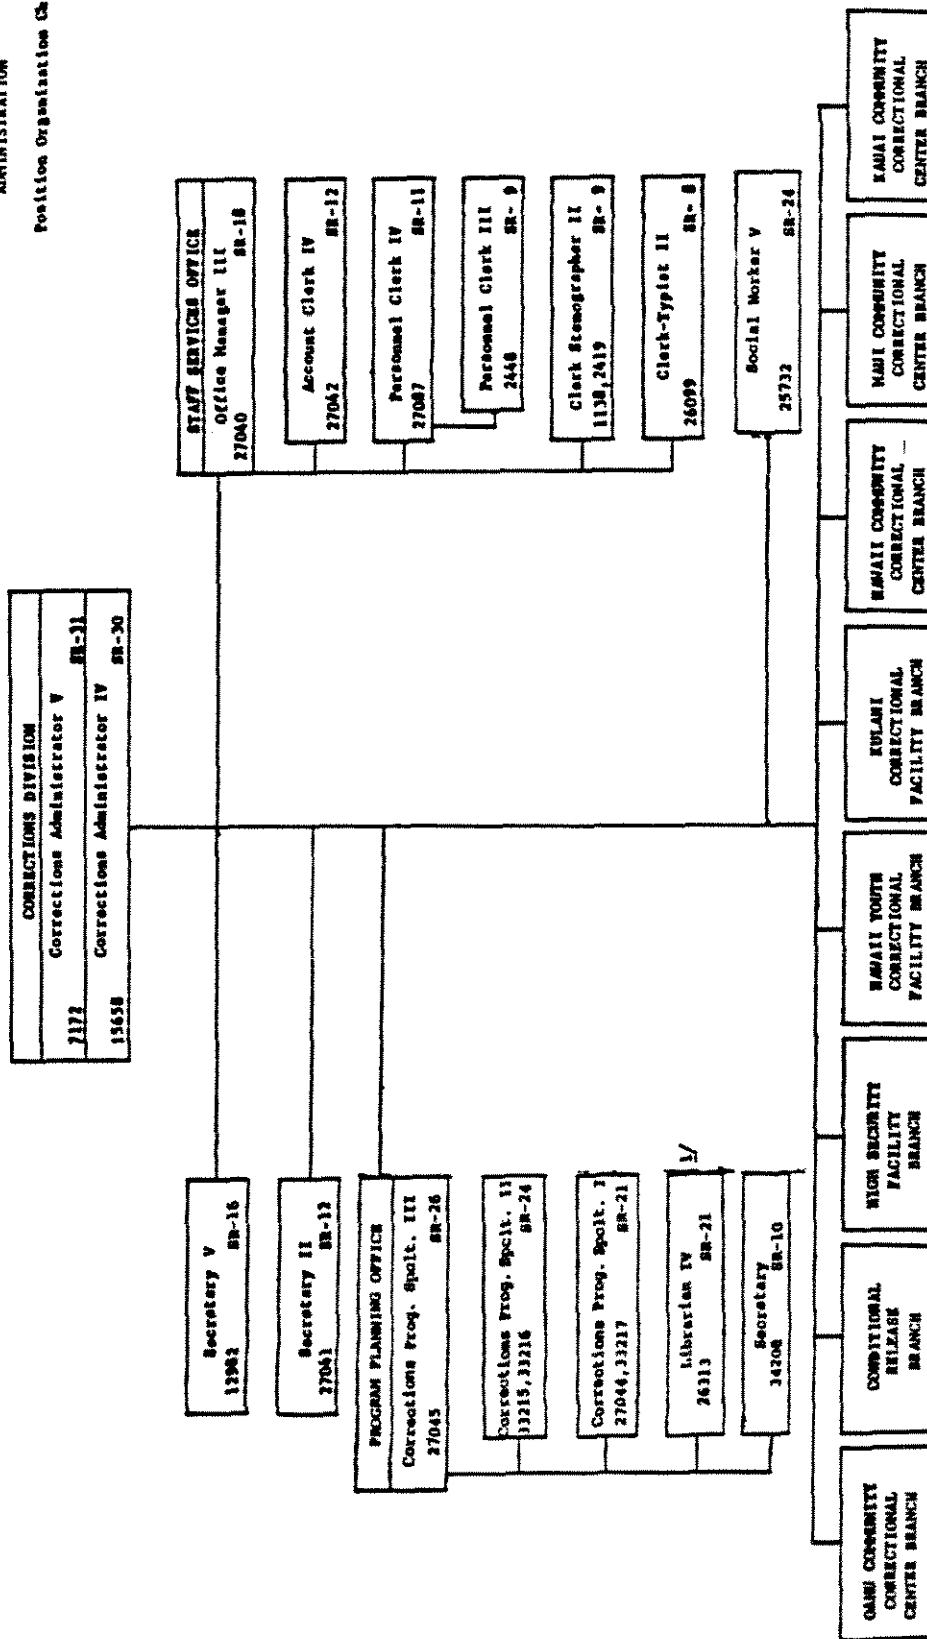 ADMINISTRATION
Position Organization Ch
CORRECTIONS DIVISION
Corrections Administrator V
7172 SR-31
Corrections Administrator IV
15658 SR-30
Secretary V
12982 SR-16
Secretary II
27041 SR-12
PROGRAM PLANNING OFFICE
Corrections Prog. Spclt. III
27045 SR-26
Corrections Prog. Spclt. II
33215,33216 SR-24
Corrections Prog. Spclt. I
27044,33217 SR-21
1/
Librarian IV
26313 SR-21
Secretary
34208 SR-10
STAFF SERVICES OFFICE
Office Manager III
27040 SR-18
Account Clerk IV
27042 SR-12
Personnel Clerk IV
27087 SR-11
Personnel Clerk III
2448 SR- 9
Clerk Stenographer II
1138,2419 SR- 9
Clerk-Typist II
26099 SR- 8
Social Worker V
25732 SR-24
OAHU COMMUNITY
CORRECTIONAL
CENTER BRANCH
CONDITIONAL
RELEASE
BRANCH
HIGH SECURITY
FACILITY
BRANCH
HAWAII YOUTH
CORRECTIONAL
FACILITY BRANCH
KULANI
CORRECTIONAL
FACILITY BRANCH
HAWAII COMMUNITY
CORRECTIONAL
CENTER BRANCH
MAUI COMMUNITY
CORRECTIONAL
CENTER BRANCH
KAUAI COMMUNITY
CORRECTIONAL
CENTER BRANCH